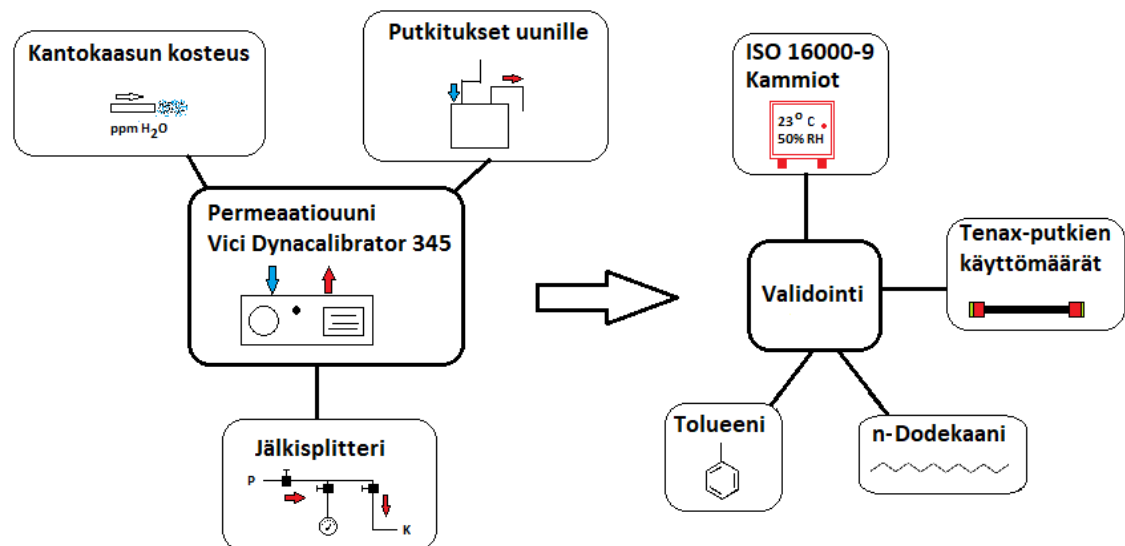 Kantokaasun kosteus
ppm H₂O
Putkitukset uunille
Permeaatiouuni
Vici Dynacalibrator 345
Jälkisplitteri
P
K
ISO 16000-9
Kammiot
23° C
50% RH
Validointi
Tenax-putkien
käyttömäärät
Tolueeni
n-Dodekaani